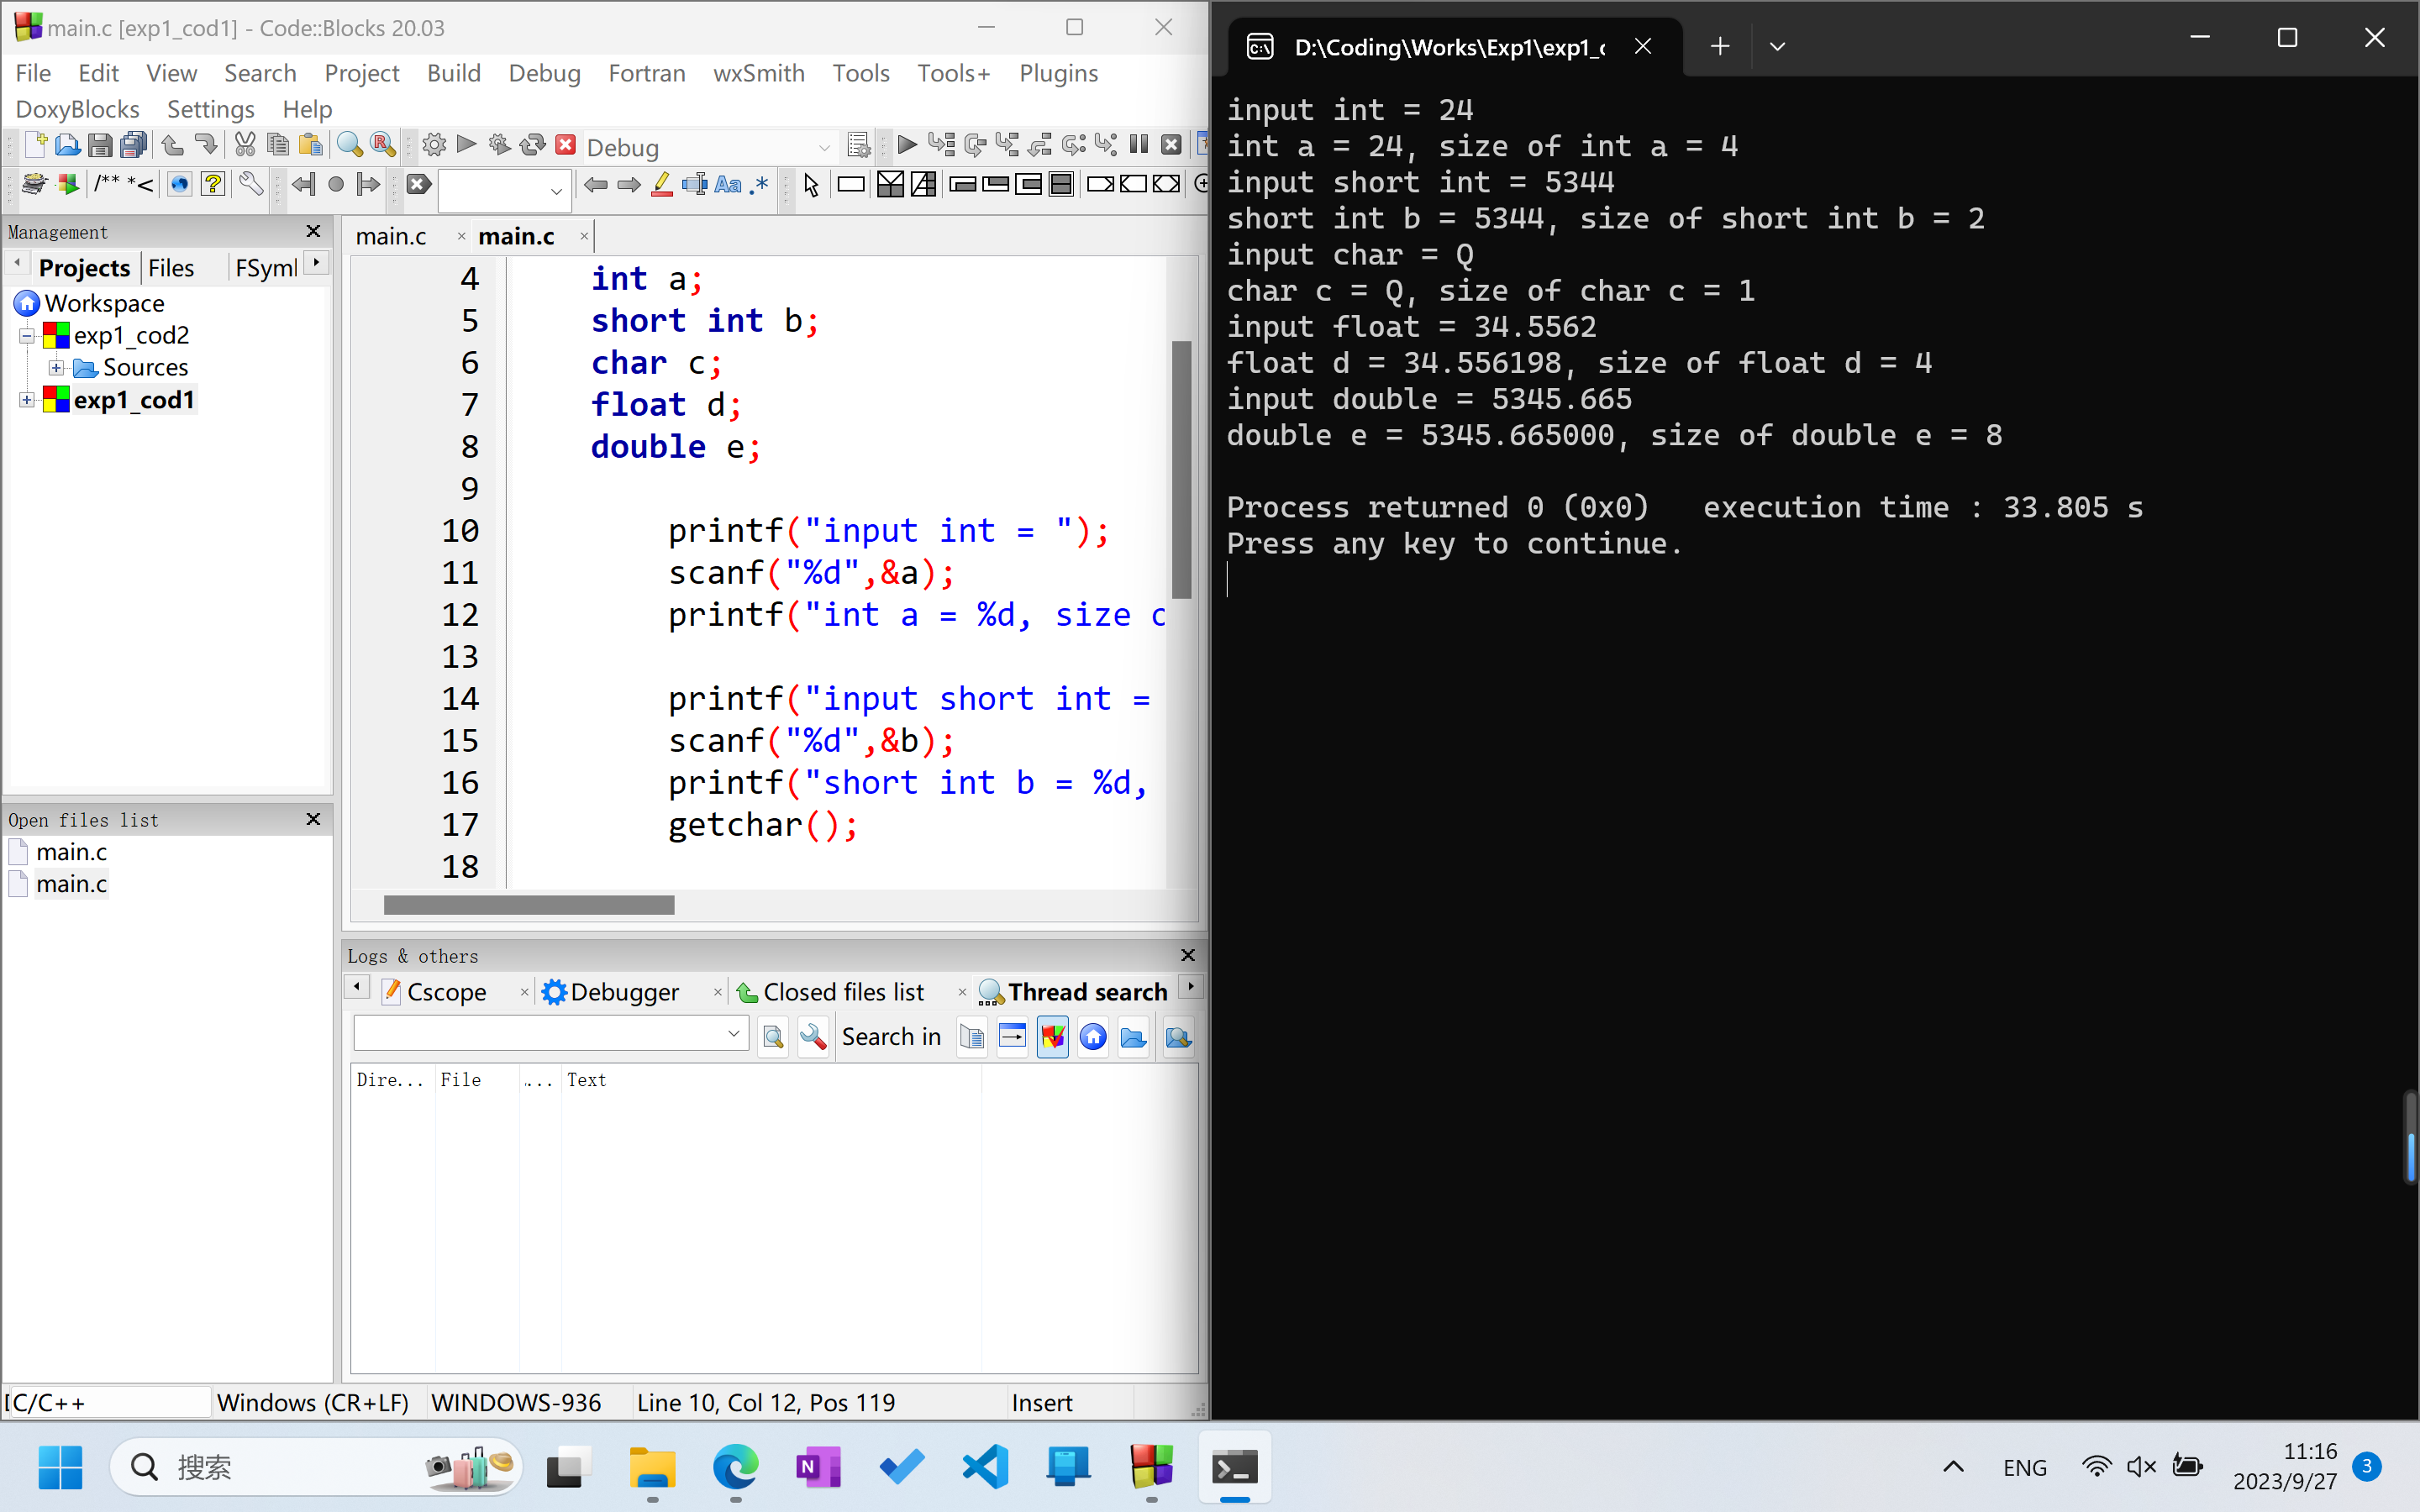 main.c [exp1_cod1] - Code::Blocks 20.03
File Edit View Search Project Build Debug Fortran wxSmith Tools Tools+ Plugins
DoxyBlocks Settings Help
Debug
/** *<
Aa .*
Management
Projects Files FSyml
Workspace
exp1_cod2
Sources
exp1_cod1
Open files list
main.c
main.c
main.c main.c
4 int a;
5 short int b;
6 char c;
7 float d;
8 double e;
9
10 printf("input int = ");
11 scanf("%d",&a);
12 printf("int a = %d, size
13
14 printf("input short int =
15 scanf("%d",&b);
16 printf("short int b = %d,
17 getchar();
18
Logs & others
Cscope Debugger Closed files list Thread search
Search in
Dire... File ... Text
C/C++ Windows (CR+LF) WINDOWS-936 Line 10, Col 12, Pos 119 Insert
D:\Coding\Works\Exp1\exp1_
input int = 24
int a = 24, size of int a = 4
input short int = 5344
short int b = 5344, size of short int b = 2
input char = Q
char c = Q, size of char c = 1
input float = 34.5562
float d = 34.556198, size of float d = 4
input double = 5345.665
double e = 5345.665000, size of double e = 8
Process returned 0 (0x0) execution time : 33.805 s
Press any key to continue.
搜索
ENG
11:16
2023/9/27
3